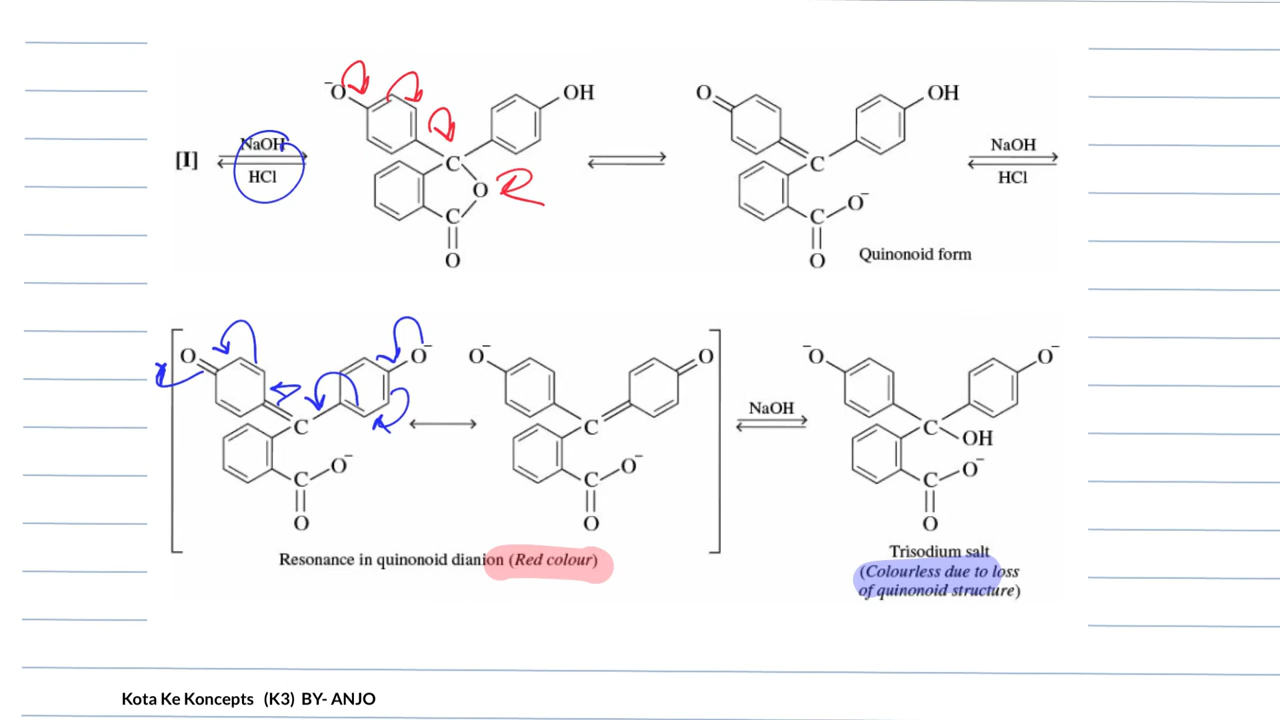 ⁻O
OH
[I]
NaOH
HCl
C
O
R
C
O
O
OH
C
C
O⁻
O
Quinonoid form
NaOH
HCl
O
O⁻
C
O⁻
C
O
O⁻
O
C
O⁻
C
O
Resonance in quinonoid dianion (Red colour)
NaOH
⁻O
O⁻
C
OH
O⁻
C
O
Trisodium salt
(Colourless due to loss
of quinonoid structure)
Kota Ke Koncepts (K3) BY- ANJO